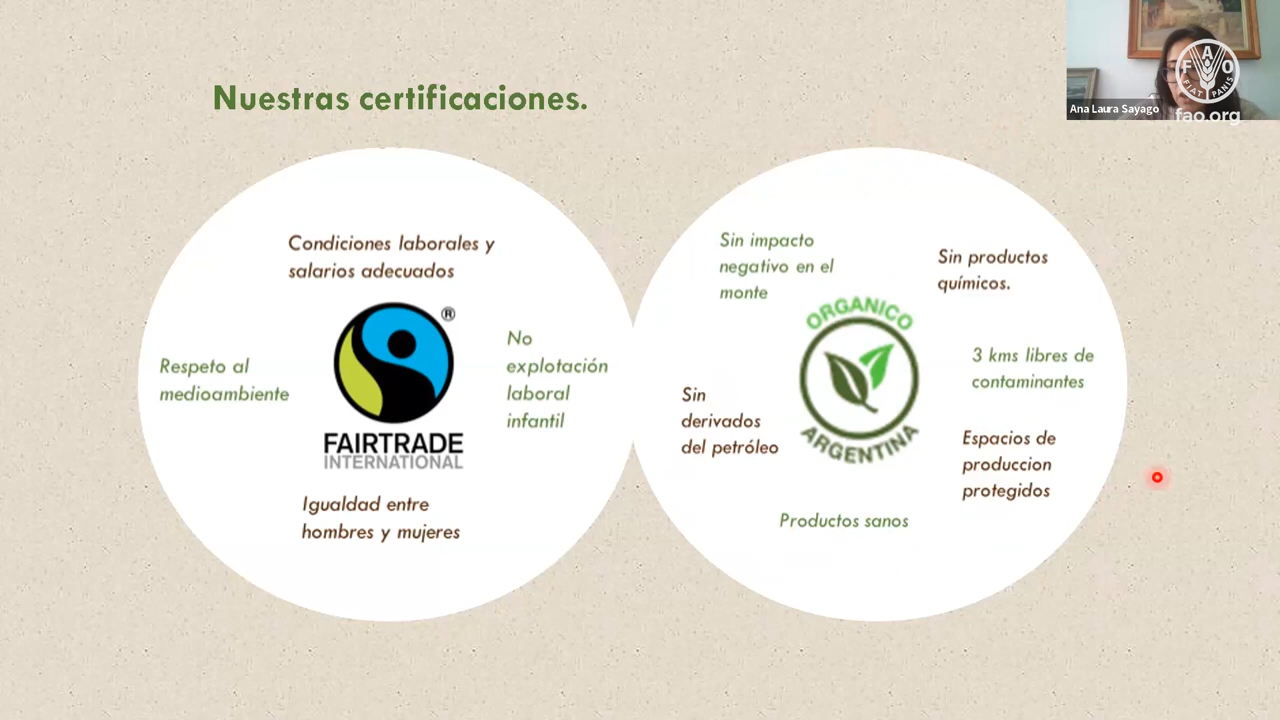 Nuestras certificaciones.
Ana Laura Sayago
FAO
FIAT PANIS
fao.org
Condiciones laborales y
salarios adecuados
Respeto al
medioambiente
®
FAIRTRADE
INTERNATIONAL
No
explotación
laboral
infantil
Igualdad entre
hombres y mujeres
Sin impacto
negativo en el
monte
Sin productos
químicos.
ORGANICO
ARGENTINA
3 kms libres de
contaminantes
Sin
derivados
del petróleo
Espacios de
produccion
protegidos
Productos sanos